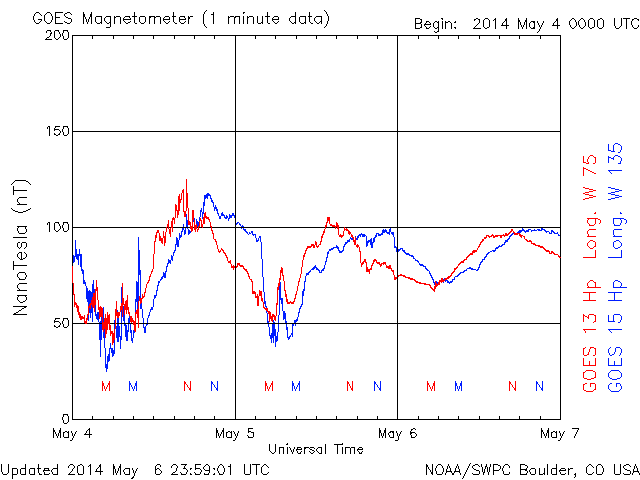 GOES Magnetometer (1 minute data)
Begin: 2014 May 4 0000 UTC
200
150
100
50
0
NanoTesla (nT)
M M N N M M N N M M N N
May 4 May 5 May 6 May 7
Universal Time
GOES 13 Hp Long. W 75
GOES 15 Hp Long. W 135
Updated 2014 May 6 23:59:01 UTC
NOAA/SWPC Boulder, CO USA